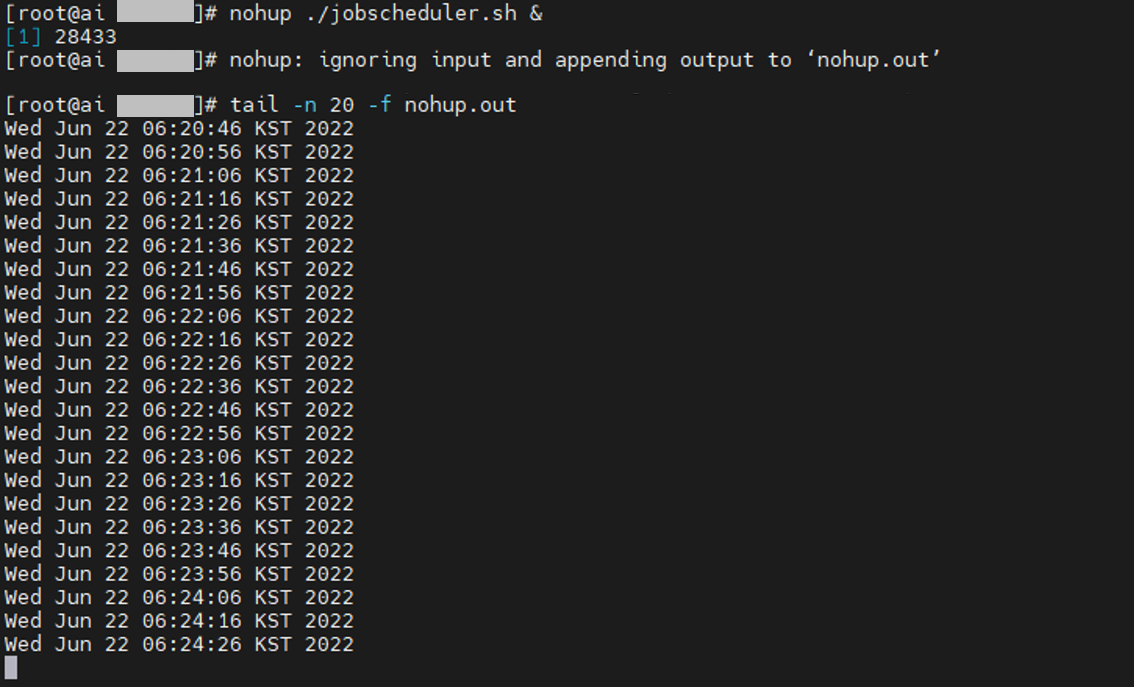 [root@ai ]# nohup ./jobscheduler.sh &
[1] 28433
[root@ai ]# nohup: ignoring input and appending output to ‘nohup.out’
[root@ai ]# tail -n 20 -f nohup.out
Wed Jun 22 06:20:46 KST 2022
Wed Jun 22 06:20:56 KST 2022
Wed Jun 22 06:21:06 KST 2022
Wed Jun 22 06:21:16 KST 2022
Wed Jun 22 06:21:26 KST 2022
Wed Jun 22 06:21:36 KST 2022
Wed Jun 22 06:21:46 KST 2022
Wed Jun 22 06:21:56 KST 2022
Wed Jun 22 06:22:06 KST 2022
Wed Jun 22 06:22:16 KST 2022
Wed Jun 22 06:22:26 KST 2022
Wed Jun 22 06:22:36 KST 2022
Wed Jun 22 06:22:46 KST 2022
Wed Jun 22 06:22:56 KST 2022
Wed Jun 22 06:23:06 KST 2022
Wed Jun 22 06:23:16 KST 2022
Wed Jun 22 06:23:26 KST 2022
Wed Jun 22 06:23:36 KST 2022
Wed Jun 22 06:23:46 KST 2022
Wed Jun 22 06:23:56 KST 2022
Wed Jun 22 06:24:06 KST 2022
Wed Jun 22 06:24:16 KST 2022
Wed Jun 22 06:24:26 KST 2022